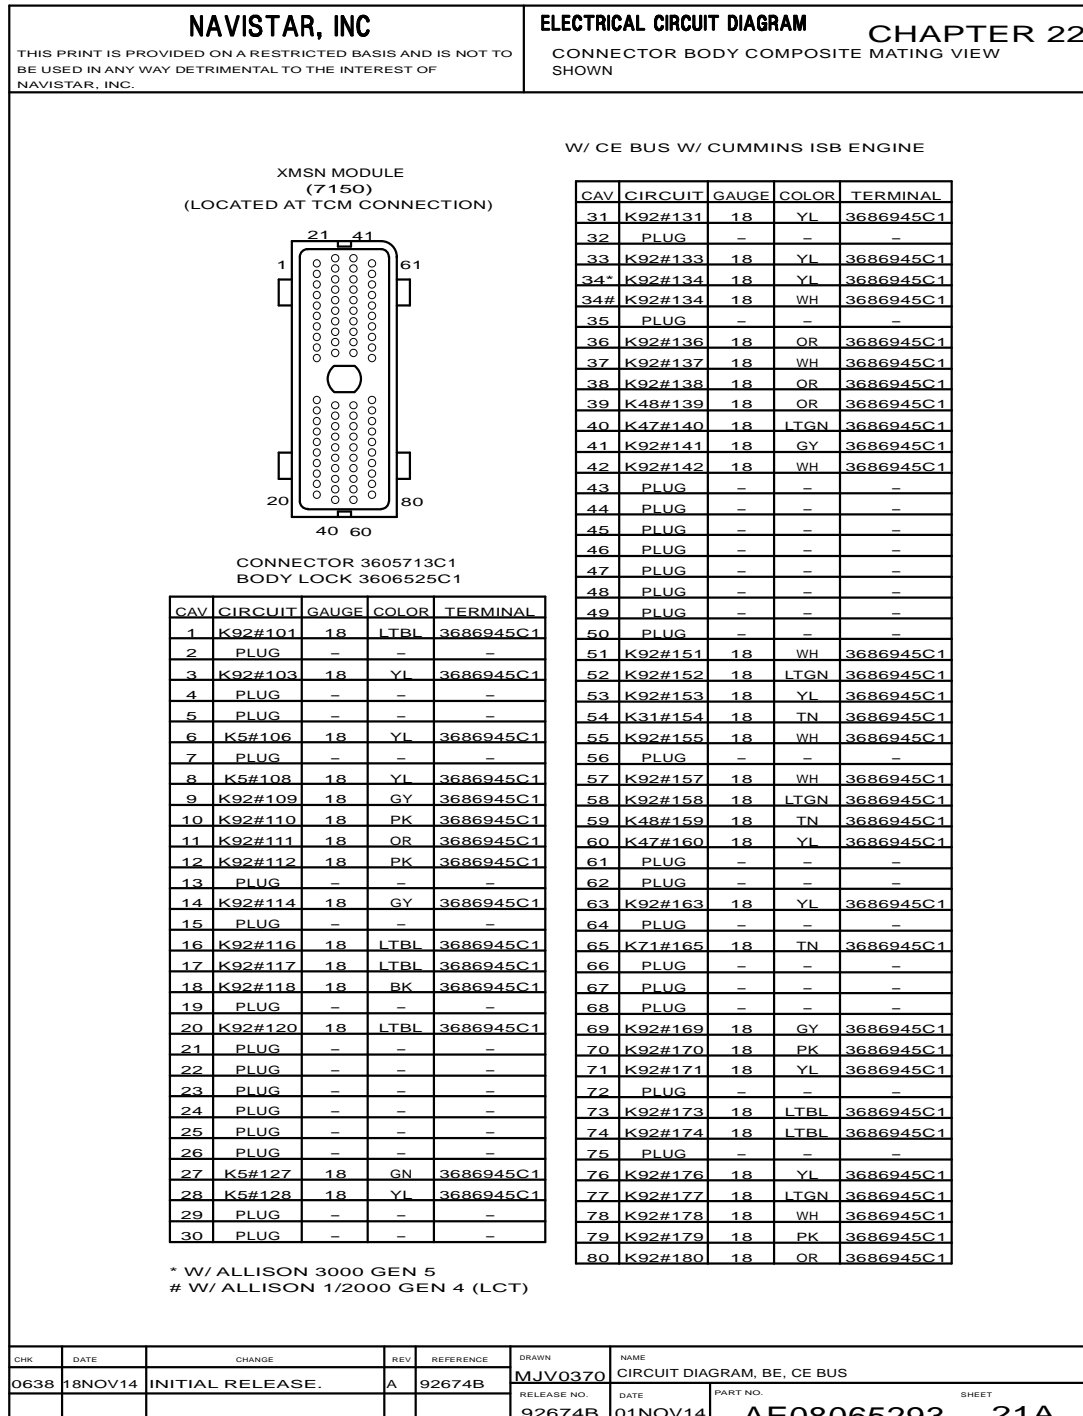 NAVISTAR, INC
THIS PRINT IS PROVIDED ON A RESTRICTED BASIS AND IS NOT TO
BE USED IN ANY WAY DETRIMENTAL TO THE INTEREST OF
NAVISTAR, INC.
ELECTRICAL CIRCUIT DIAGRAM
CHAPTER 22
CONNECTOR BODY COMPOSITE MATING VIEW
SHOWN
W/ CE BUS W/ CUMMINS ISB ENGINE
XMSN MODULE
(7150)
(LOCATED AT TCM CONNECTION)
21 41
1 61
20 80
40 60
CONNECTOR 3605713C1
BODY LOCK 3606525C1
CAV CIRCUIT GAUGE COLOR TERMINAL
1 K92#101 18 LTBL 3686945C1
2 PLUG – – –
3 K92#103 18 YL 3686945C1
4 PLUG – – –
5 PLUG – – –
6 K5#106 18 YL 3686945C1
7 PLUG – – –
8 K5#108 18 YL 3686945C1
9 K92#109 18 GY 3686945C1
10 K92#110 18 PK 3686945C1
11 K92#111 18 OR 3686945C1
12 K92#112 18 PK 3686945C1
13 PLUG – – –
14 K92#114 18 GY 3686945C1
15 PLUG – – –
16 K92#116 18 LTBL 3686945C1
17 K92#117 18 LTBL 3686945C1
18 K92#118 18 BK 3686945C1
19 PLUG – – –
20 K92#120 18 LTBL 3686945C1
21 PLUG – – –
22 PLUG – – –
23 PLUG – – –
24 PLUG – – –
25 PLUG – – –
26 PLUG – – –
27 K5#127 18 GN 3686945C1
28 K5#128 18 YL 3686945C1
29 PLUG – – –
30 PLUG – – –
* W/ ALLISON 3000 GEN 5
# W/ ALLISON 1/2000 GEN 4 (LCT)
CAV CIRCUIT GAUGE COLOR TERMINAL
31 K92#131 18 YL 3686945C1
32 PLUG – – –
33 K92#133 18 YL 3686945C1
34* K92#134 18 YL 3686945C1
34# K92#134 18 WH 3686945C1
35 PLUG – – –
36 K92#136 18 OR 3686945C1
37 K92#137 18 WH 3686945C1
38 K92#138 18 OR 3686945C1
39 K48#139 18 OR 3686945C1
40 K47#140 18 LTGN 3686945C1
41 K92#141 18 GY 3686945C1
42 K92#142 18 WH 3686945C1
43 PLUG – – –
44 PLUG – – –
45 PLUG – – –
46 PLUG – – –
47 PLUG – – –
48 PLUG – – –
49 PLUG – – –
50 PLUG – – –
51 K92#151 18 WH 3686945C1
52 K92#152 18 LTGN 3686945C1
53 K92#153 18 YL 3686945C1
54 K31#154 18 TN 3686945C1
55 K92#155 18 WH 3686945C1
56 PLUG – – –
57 K92#157 18 WH 3686945C1
58 K92#158 18 LTGN 3686945C1
59 K48#159 18 TN 3686945C1
60 K47#160 18 YL 3686945C1
61 PLUG – – –
62 PLUG – – –
63 K92#163 18 YL 3686945C1
64 PLUG – – –
65 K71#165 18 TN 3686945C1
66 PLUG – – –
67 PLUG – – –
68 PLUG – – –
69 K92#169 18 GY 3686945C1
70 K92#170 18 PK 3686945C1
71 K92#171 18 YL 3686945C1
72 PLUG – – –
73 K92#173 18 LTBL 3686945C1
74 K92#174 18 LTBL 3686945C1
75 PLUG – – –
76 K92#176 18 YL 3686945C1
77 K92#177 18 LTGN 3686945C1
78 K92#178 18 WH 3686945C1
79 K92#179 18 PK 3686945C1
80 K92#180 18 OR 3686945C1
CHK DATE CHANGE REV REFERENCE
0638 18NOV14 INITIAL RELEASE. A 92674B
DRAWN
MJV0370
NAME
CIRCUIT DIAGRAM, BE, CE BUS
RELEASE NO.
92674B
DATE
01NOV14
PART NO.
AE08065293
SHEET
21A